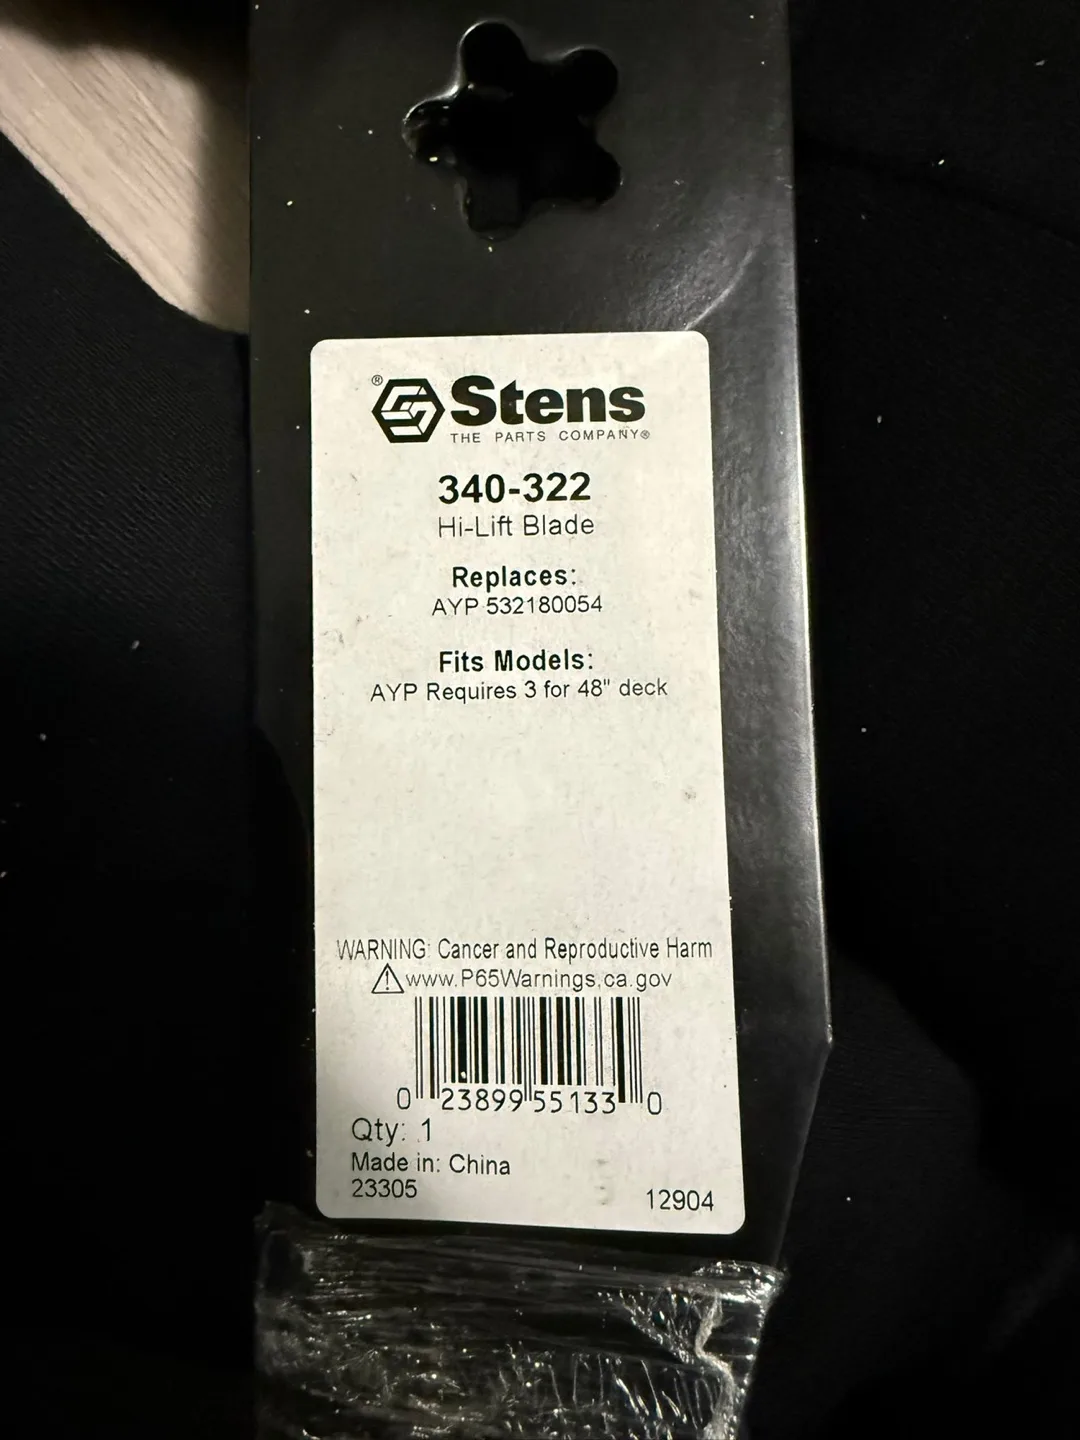 ® Stens
THE PARTS COMPANY®
340-322
Hi-Lift Blade
Replaces:
AYP 532180054
Fits Models:
AYP Requires 3 for 48" deck
WARNING: Cancer and Reproductive Harm
www.P65Warnings.ca.gov
0 23899 55133 0
Qty: 1
Made in: China
23305
12904